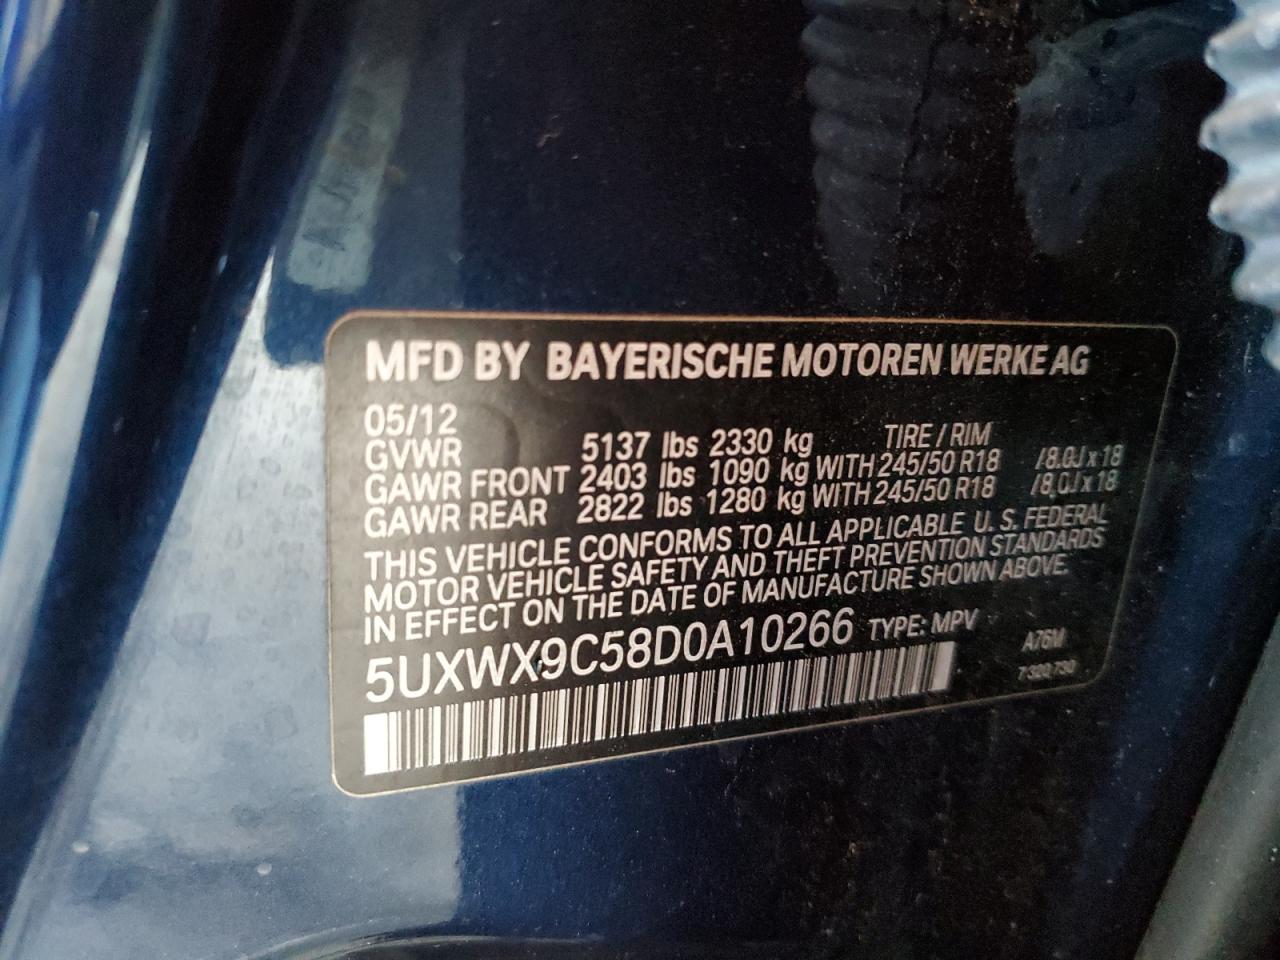 MFD BY BAYERISCHE MOTOREN WERKE AG
05/12
GVWR 5137 lbs 2330 kg TIRE / RIM
GAWR FRONT 2403 lbs 1090 kg WITH 245/50 R18 /8.0J x 18
GAWR REAR 2822 lbs 1280 kg WITH 245/50 R18 /8.0J x 18
THIS VEHICLE CONFORMS TO ALL APPLICABLE U. S. FEDERAL
MOTOR VEHICLE SAFETY AND THEFT PREVENTION STANDARDS
IN EFFECT ON THE DATE OF MANUFACTURE SHOWN ABOVE.
5UXWX9C58D0A10266 TYPE: MPV
A76M